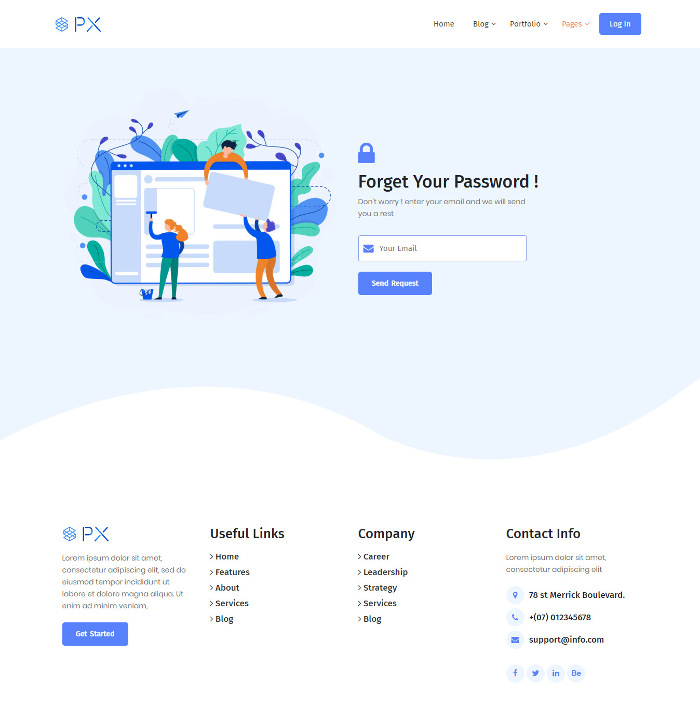 PX
Home Blog Portfolio Pages Log In
Forget Your Password !
Don't worry ! enter your email and we will send
you a rest
Your Email
Send Request
PX
Lorem ipsum dolor sit amet,
consectetur adipiscing elit, sed do
eiusmod tempor incididunt ut
labore et dolore magna aliqua. Ut
enim ad minim veniam,
Get Started
Useful Links
Home
Features
About
Services
Blog
Company
Career
Leadership
Strategy
Services
Blog
Contact Info
Lorem ipsum dolor sit amet,
consectetur adipiscing elit
78 st Merrick Boulevard.
+(07) 012345678
support@info.com
f in Be